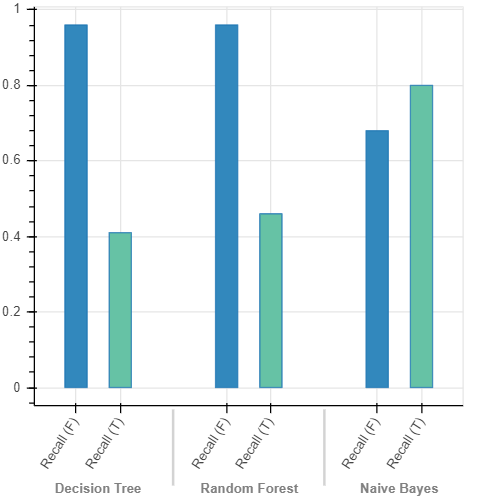 1
0.8
0.6
0.4
0.2
0
Recall (F)
Recall (T)
Recall (F)
Recall (T)
Recall (F)
Recall (T)
Decision Tree
Random Forest
Naive Bayes